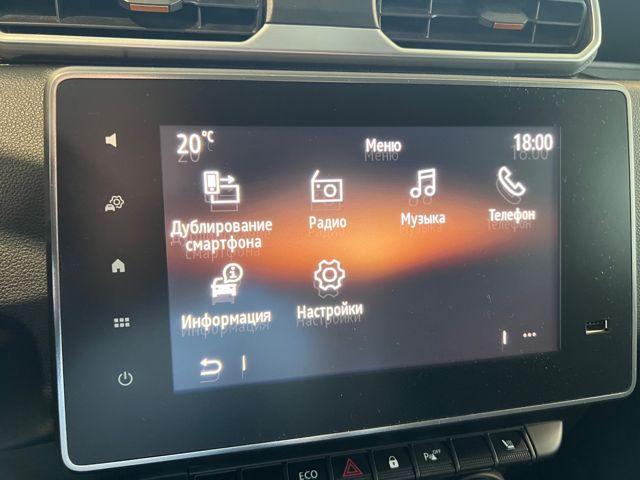 20°C
Меню
18:00
Дублирование
смартфона
Радио
Музыка
Телефон
Информация
Настройки
ECO